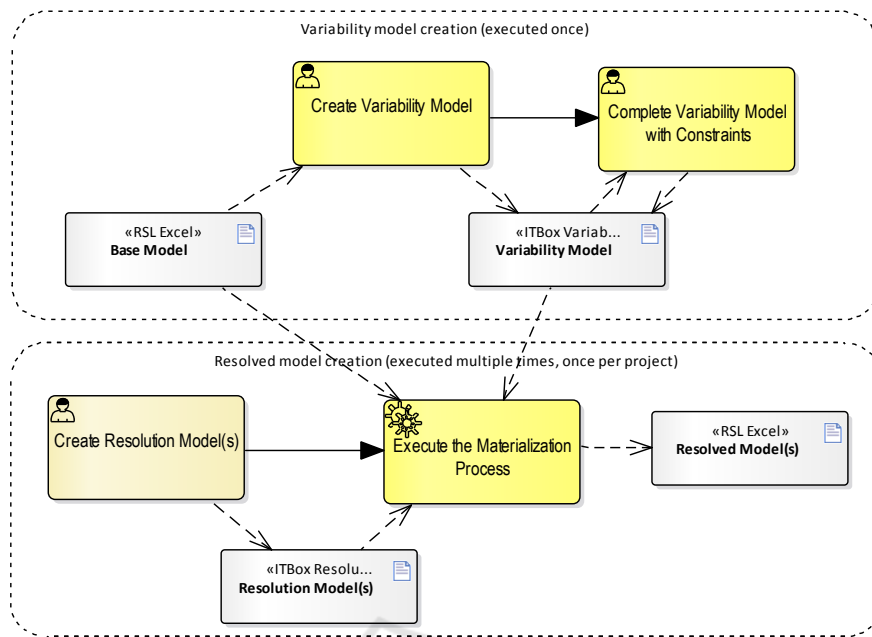 Variability model creation (executed once)
Create Variability Model
Complete Variability Model
with Constraints
«RSL Excel»
Base Model
«ITBox Variab...
Variability Model
Resolved model creation (executed multiple times, once per project)
Create Resolution Model(s)
Execute the Materialization
Process
«RSL Excel»
Resolved Model(s)
«ITBox Resolu...
Resolution Model(s)